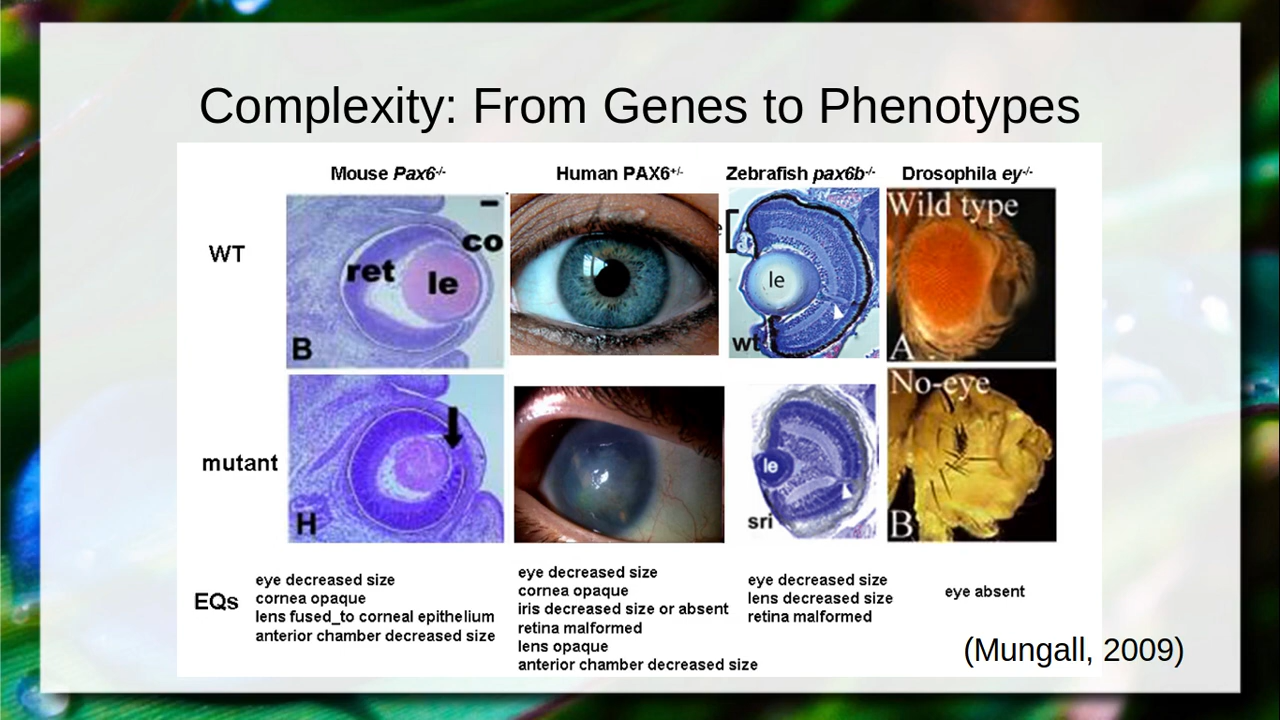 Complexity: From Genes to Phenotypes
Mouse Pax6-/-
Human PAX6+/-
Zebrafish pax6b-/-
Drosophila ey-/-
WT
co
ret
le
B
le
wt
Wild type
A
mutant
H
le
sri
No-eye
B
EQs
eye decreased size
cornea opaque
lens fused_to corneal epithelium
anterior chamber decreased size
eye decreased size
cornea opaque
iris decreased size or absent
retina malformed
lens opaque
anterior chamber decreased size
eye decreased size
lens decreased size
retina malformed
eye absent
(Mungall, 2009)